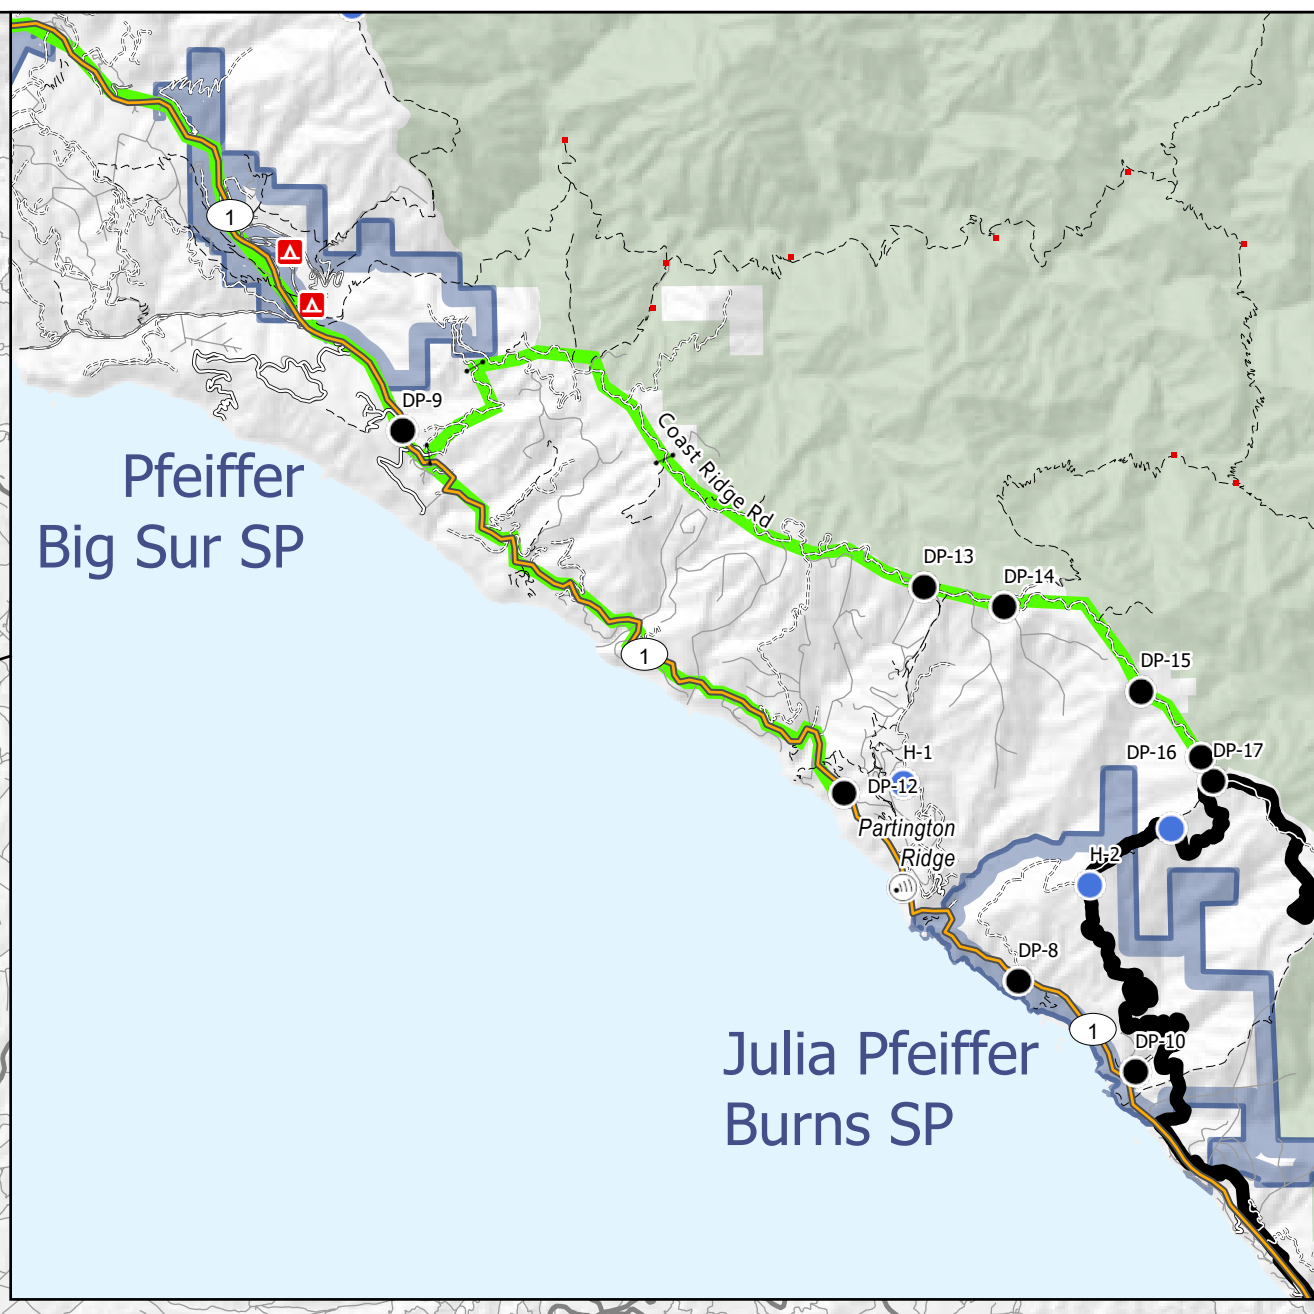 1
DP-9
Pfeiffer
Big Sur SP
Coast Ridge Rd
DP-13
DP-14
1
DP-15
DP-16
DP-17
H-1
DP-12
Partington
Ridge
H-2
DP-8
1
DP-10
Julia Pfeiffer
Burns SP